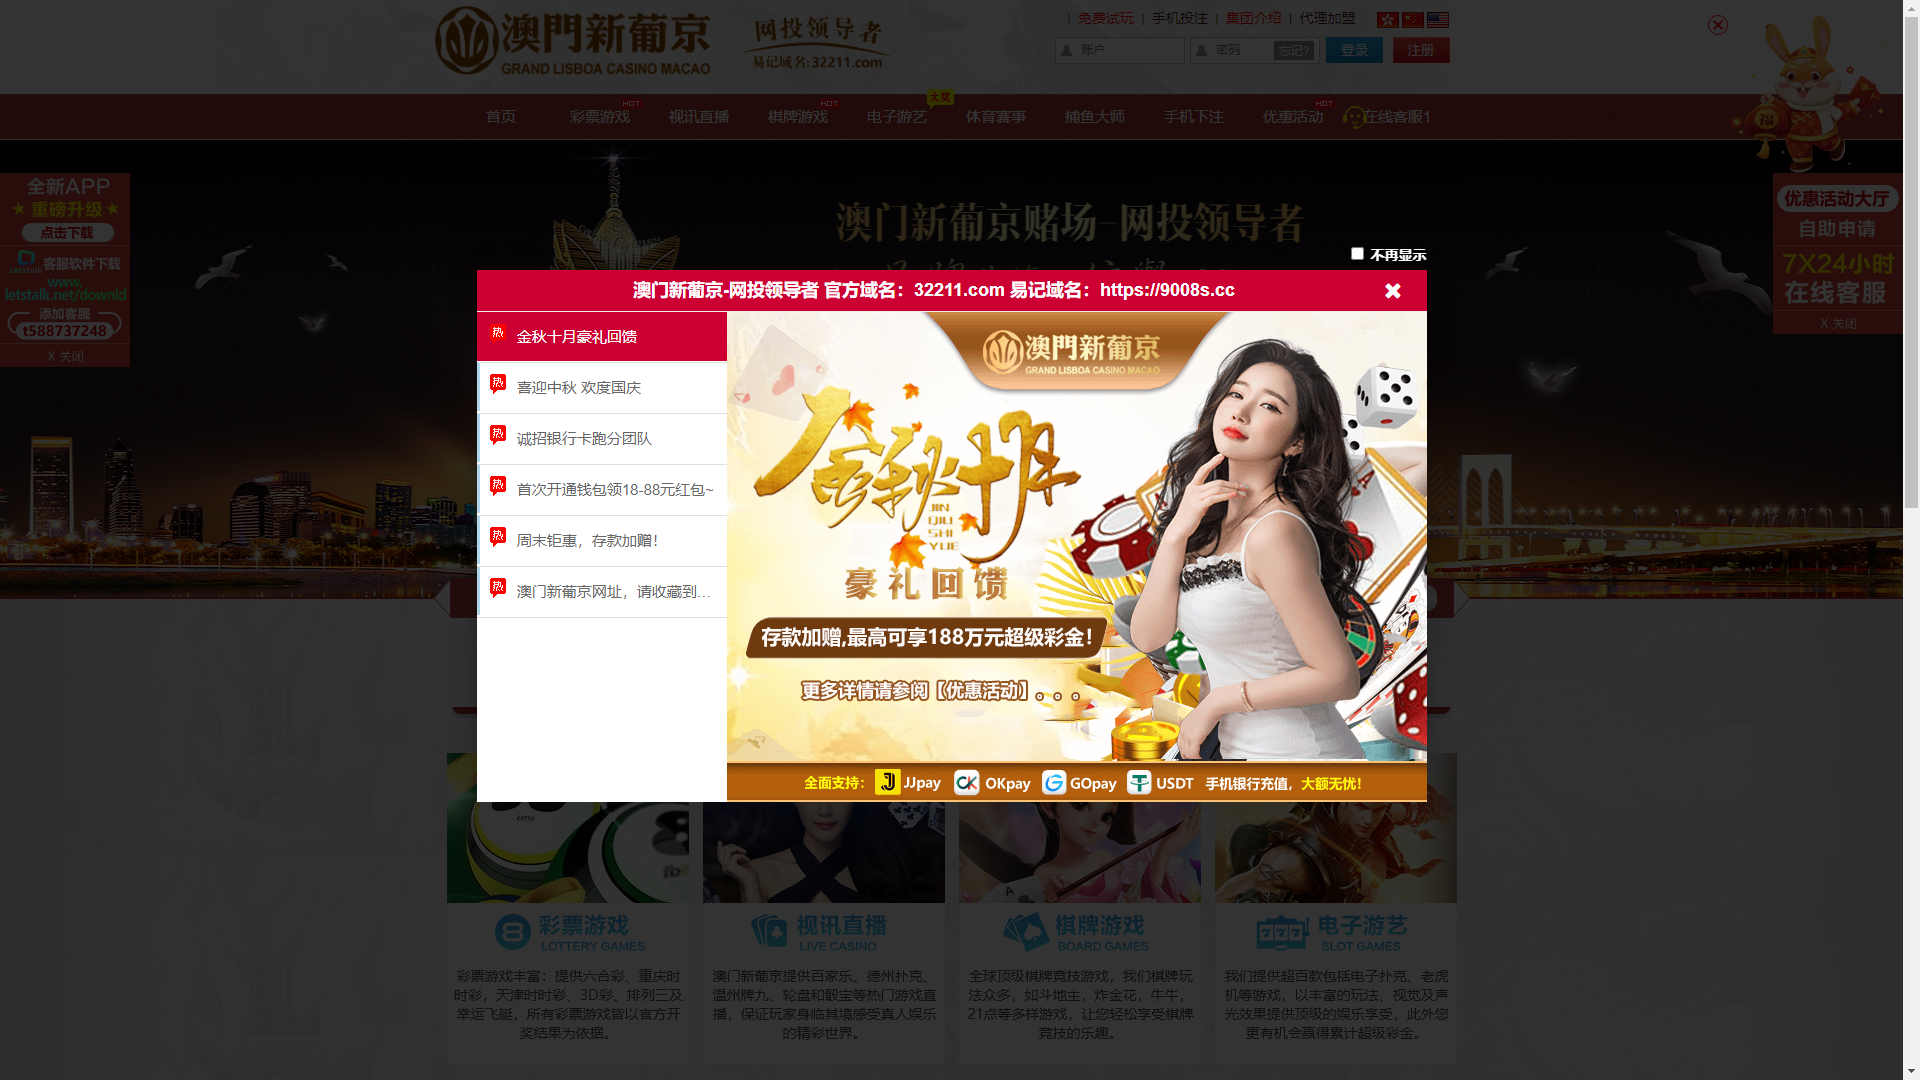 澳門新葡京
GRAND LISBOA CASINO MACAO
网投领导者
易记域名:32211.com
| 免费试玩 | 手机投注 | 集团介绍 | 代理加盟
账户
密码
忘记?
登录
注册
首页
彩票游戏
HOT
视讯直播
棋牌游戏
HOT
电子游艺
大奖
体育赛事
捕鱼大师
手机下注
优惠活动
HOT
在线客服1
福
全新APP
★ 重磅升级 ★
点击下载
Letstalk 客服软件下载
www.
letstalk.net/downld
添加客服
t588737248
X 关闭
优惠活动大厅
自助申请
7X24小时
在线客服
X 关闭
澳门新葡京赌场-网投领导者
不再显示
澳门新葡京-网投领导者 官方域名：32211.com 易记域名：https://9008s.cc
热 金秋十月豪礼回馈
热 喜迎中秋 欢度国庆
热 诚招银行卡跑分团队
热 首次开通钱包领18-88元红包~
热 周末钜惠，存款加赠！
热 澳门新葡京网址，请收藏到...
澳門新葡京
GRAND LISBOA CASINO MACAO
金秋十月
JIN
QIU
SHI
YUE
豪礼回馈
存款加赠,最高可享188万元超级彩金！
更多详情请参阅【优惠活动】。。。
全面支持： JJpay OKpay GOpay USDT 手机银行充值，大额无忧！
彩票游戏
LOTTERY GAMES
彩票游戏丰富：提供六合彩、重庆时
时彩，天津时时彩、3D彩、排列三及
幸运飞艇，所有彩票游戏皆以官方开
奖结果为依据。
视讯直播
LIVE CASINO
澳门新葡京提供百家乐、德州扑克、
温州牌九、轮盘和骰宝等热门游戏直
播，保证玩家身临其境感受真人娱乐
的精彩世界。
棋牌游戏
BOARD GAMES
全球顶级棋牌竞技游戏，我们棋牌玩
法众多，如斗地主，炸金花，牛牛，
21点等多样游戏，让您轻松享受棋牌
竞技的乐趣。
电子游艺
SLOT GAMES
我们提供超百款包括电子扑克、老虎
机等游戏，以丰富的玩法、视觉及声
光效果提供顶级的娱乐享受，此外您
更有机会赢得累计超级彩金。